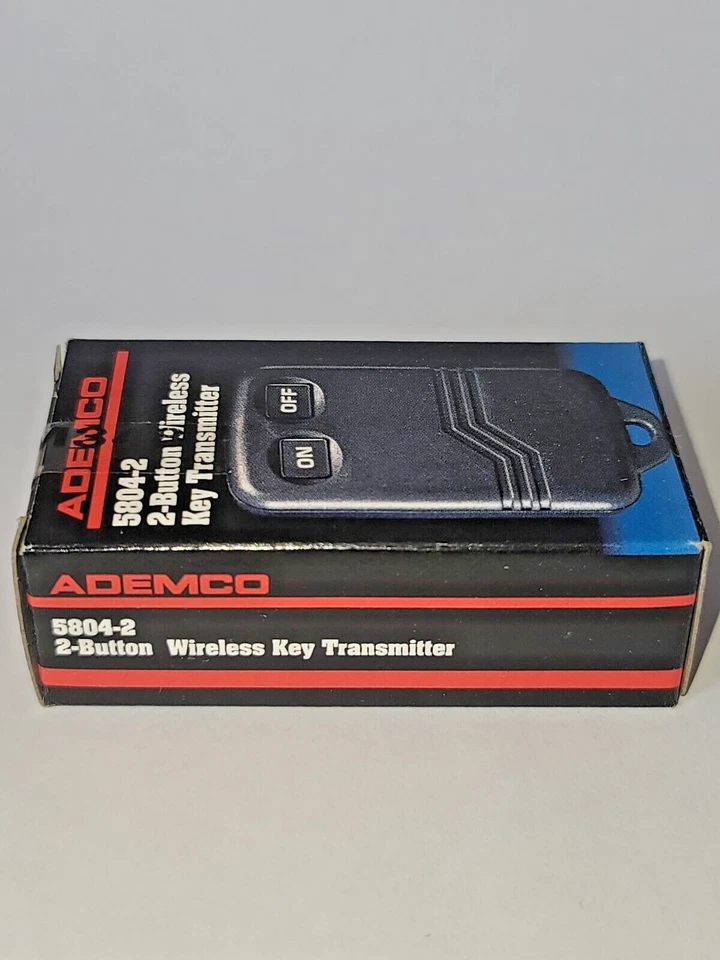 ADEMCO
5804-2
2-Button Wireless
Key Transmitter
OFF
ON
ADEMCO
5804-2
2-Button Wireless Key Transmitter